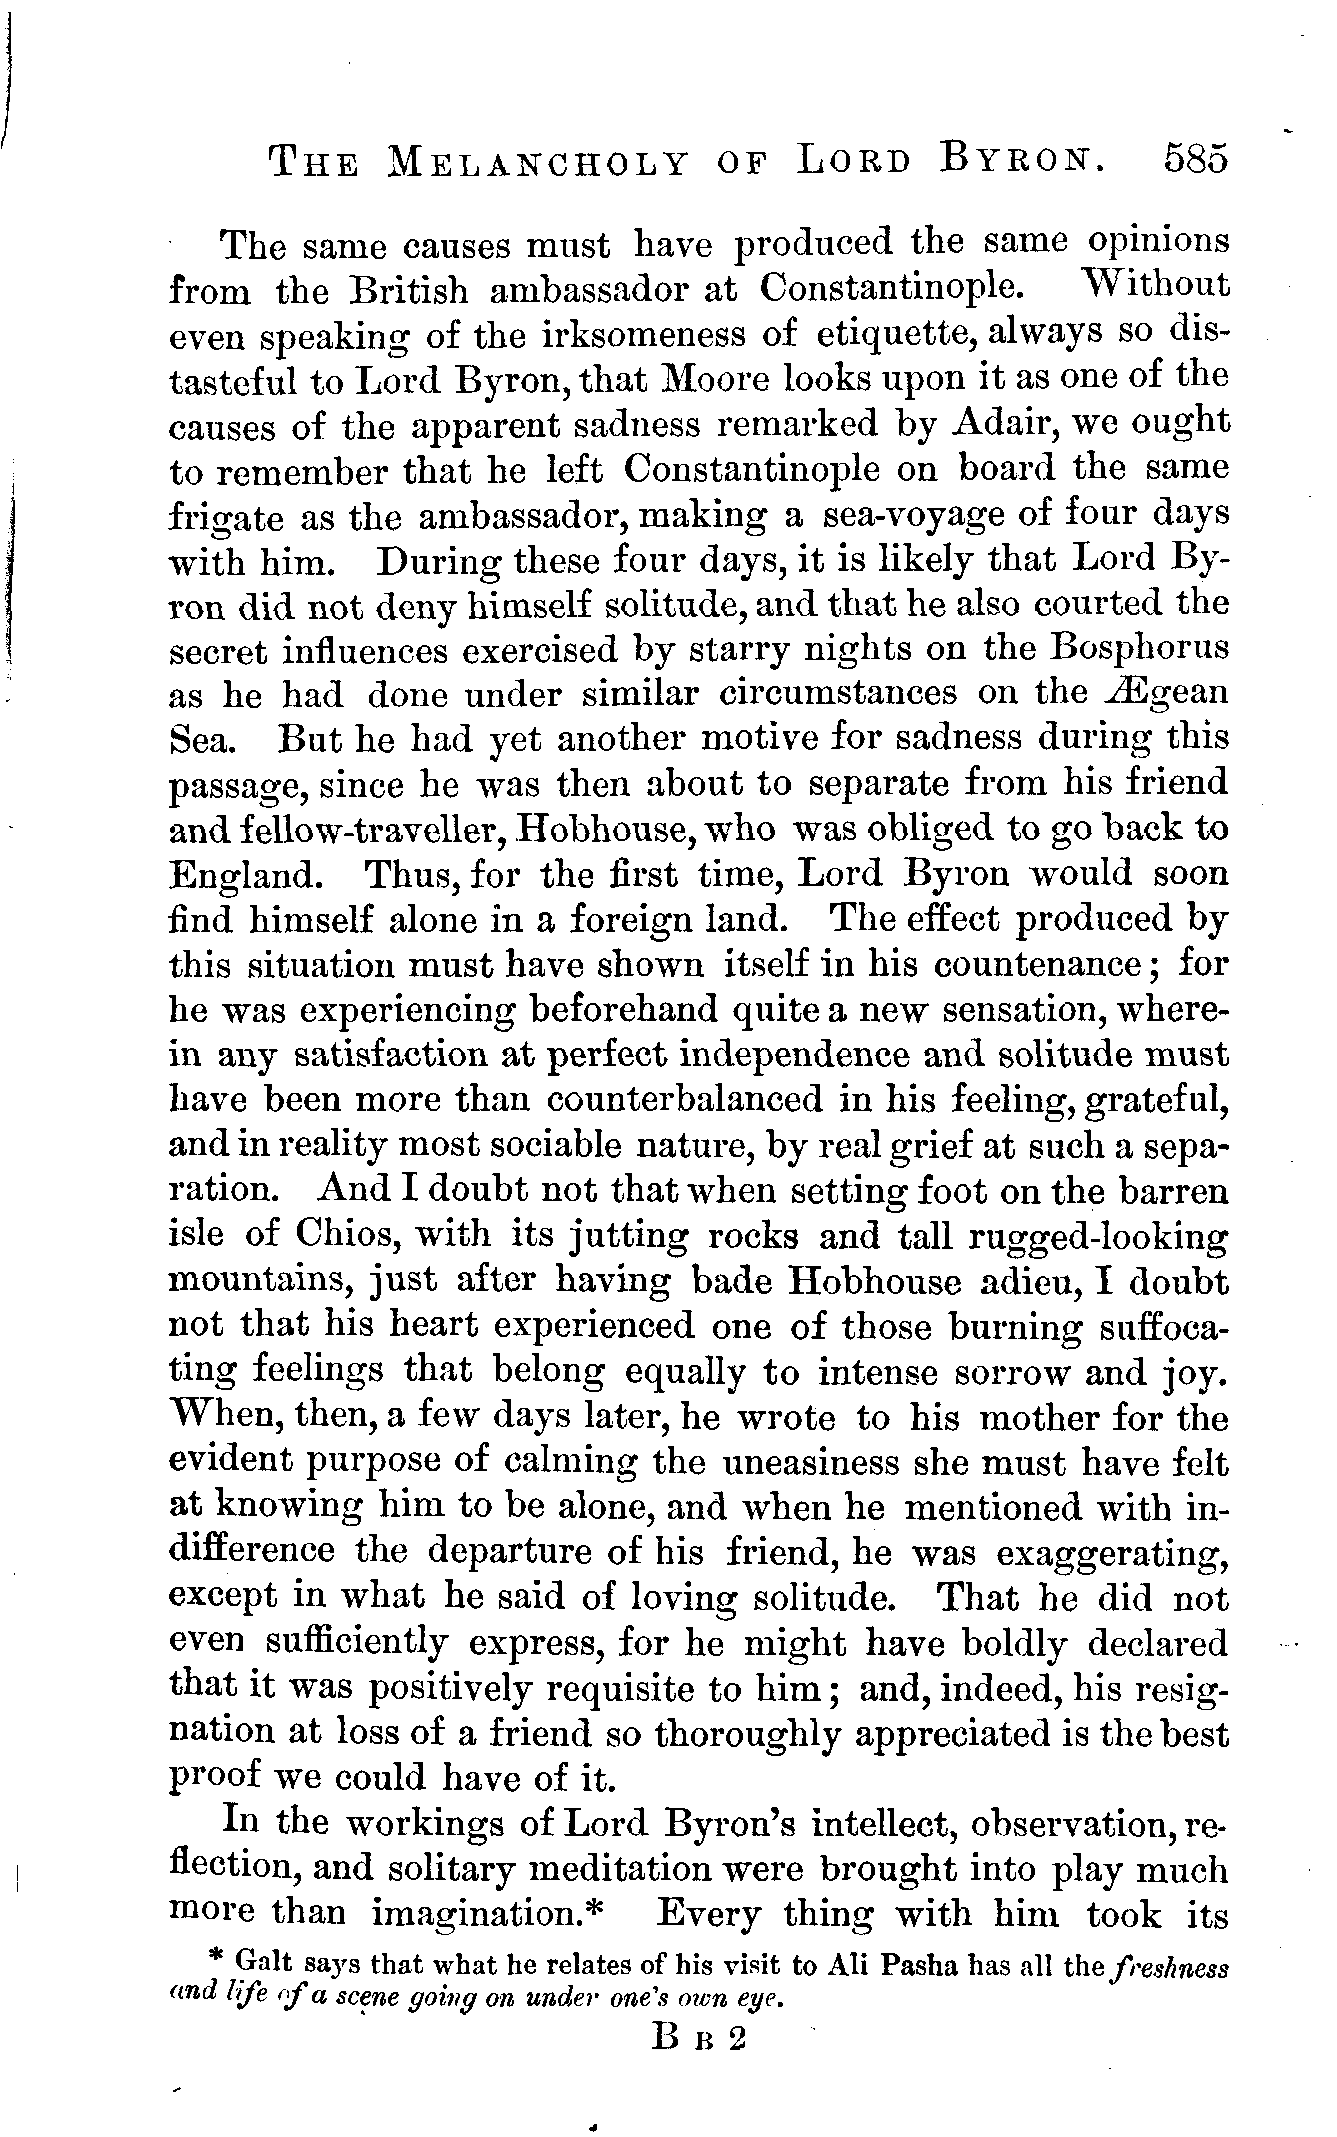 THE MELANCHOLY OF LORD BYRON. 585
The same causes must have produced the same opinions
from the British ambassador at Constantinople. Without
even speaking of the irksomeness of etiquette, always so dis-
tasteful to Lord Byron, that Moore looks upon it as one of the
causes of the apparent sadness remarked by Adair, we ought
to remember that he left Constantinople on board the same
frigate as the ambassador, making a sea-voyage of four days
with him. During these four days, it is likely that Lord By-
ron did not deny himself solitude, and that he also courted the
secret influences exercised by starry nights on the Bosphorus
as he had done under similar circumstances on the Ægean
Sea. But he had yet another motive for sadness during this
passage, since he was then about to separate from his friend
and fellow-traveller, Hobhouse, who was obliged to go back to
England. Thus, for the first time, Lord Byron would soon
find himself alone in a foreign land. The effect produced by
this situation must have shown itself in his countenance; for
he was experiencing beforehand quite a new sensation, where-
in any satisfaction at perfect independence and solitude must
have been more than counterbalanced in his feeling, grateful,
and in reality most sociable nature, by real grief at such a sepa-
ration. And I doubt not that when setting foot on the barren
isle of Chios, with its jutting rocks and tall rugged-looking
mountains, just after having bade Hobhouse adieu, I doubt
not that his heart experienced one of those burning suffoca-
ting feelings that belong equally to intense sorrow and joy.
When, then, a few days later, he wrote to his mother for the
evident purpose of calming the uneasiness she must have felt
at knowing him to be alone, and when he mentioned with in-
difference the departure of his friend, he was exaggerating,
except in what he said of loving solitude. That he did not
even sufficiently express, for he might have boldly declared
that it was positively requisite to him; and, indeed, his resig-
nation at loss of a friend so thoroughly appreciated is the best
proof we could have of it.
In the workings of Lord Byron's intellect, observation, re-
flection, and solitary meditation were brought into play much
more than imagination.* Every thing with him took its
* Galt says that what he relates of his visit to Ali Pasha has all the freshness
and life of a scene going on under one's own eye.
B B 2